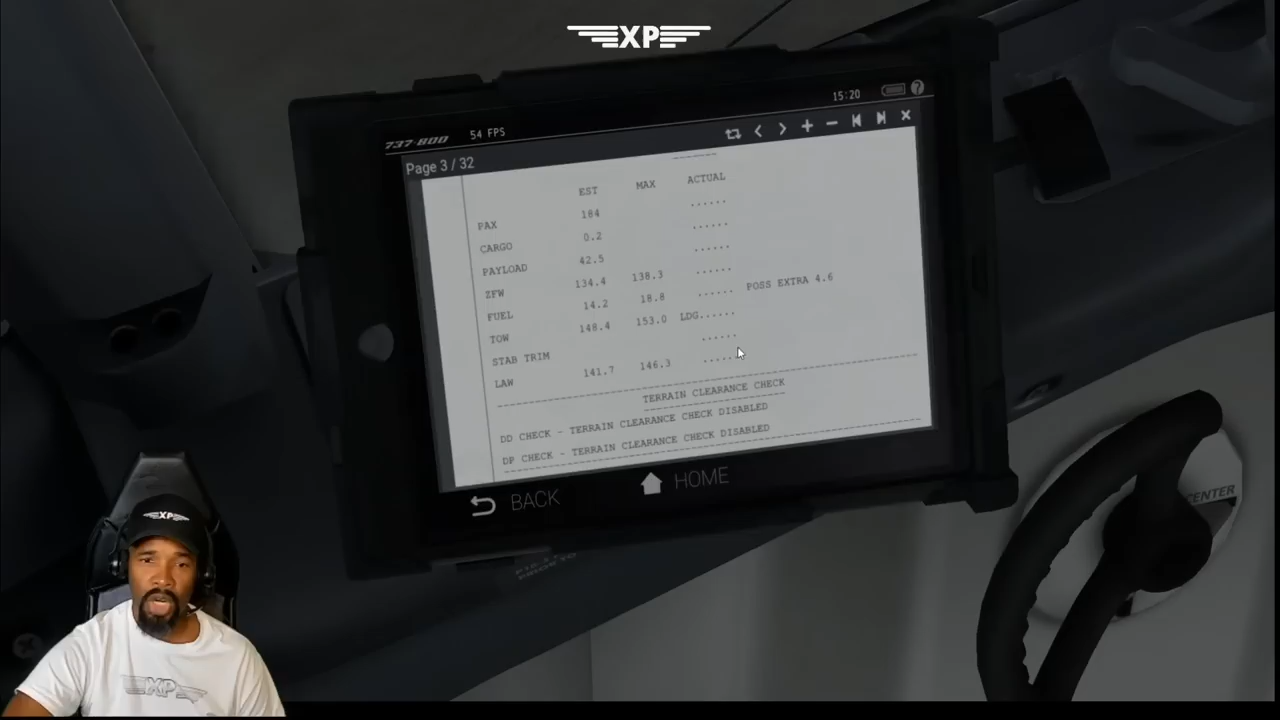 XP
737-800 54 FPS 15:20 ?
Page 3 / 32
EST MAX ACTUAL
PAX 184 ......
CARGO 0.2 ......
PAYLOAD 42.5 ......
ZFW 134.4 138.3 ......
FUEL 14.2 18.8 ...... POSS EXTRA 4.6
TOW 148.4 153.0 LDG......
STAB TRIM ......
LAW 141.7 146.3 ......
TERRAIN CLEARANCE CHECK
DD CHECK - TERRAIN CLEARANCE CHECK DISABLED
DP CHECK - TERRAIN CLEARANCE CHECK DISABLED
BACK HOME
CENTER
PRIOR TO
XP
XP